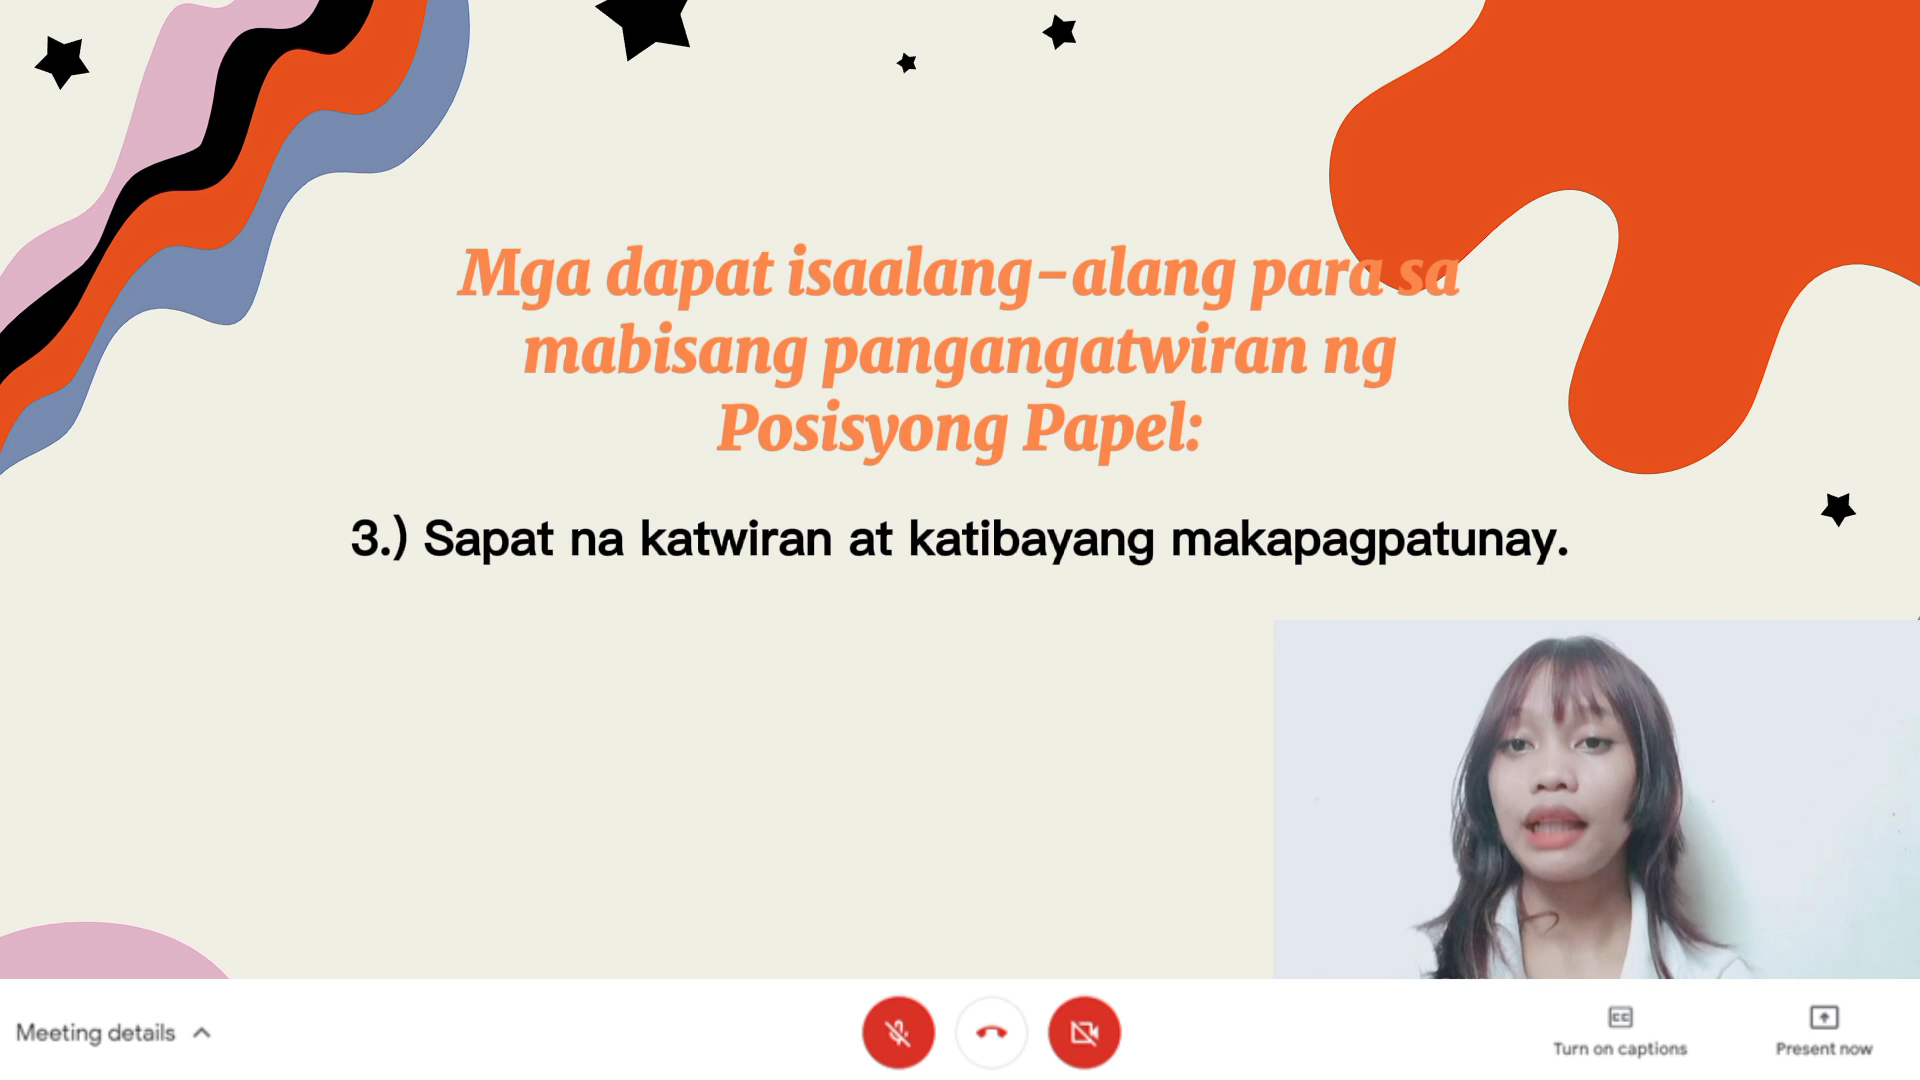 Mga dapat isaalang-alang para sa
mabisang pangangatwiran ng
Posisyong Papel:
3.) Sapat na katwiran at katibayang makapagpatunay.
Meeting details
Turn on captions
Present now